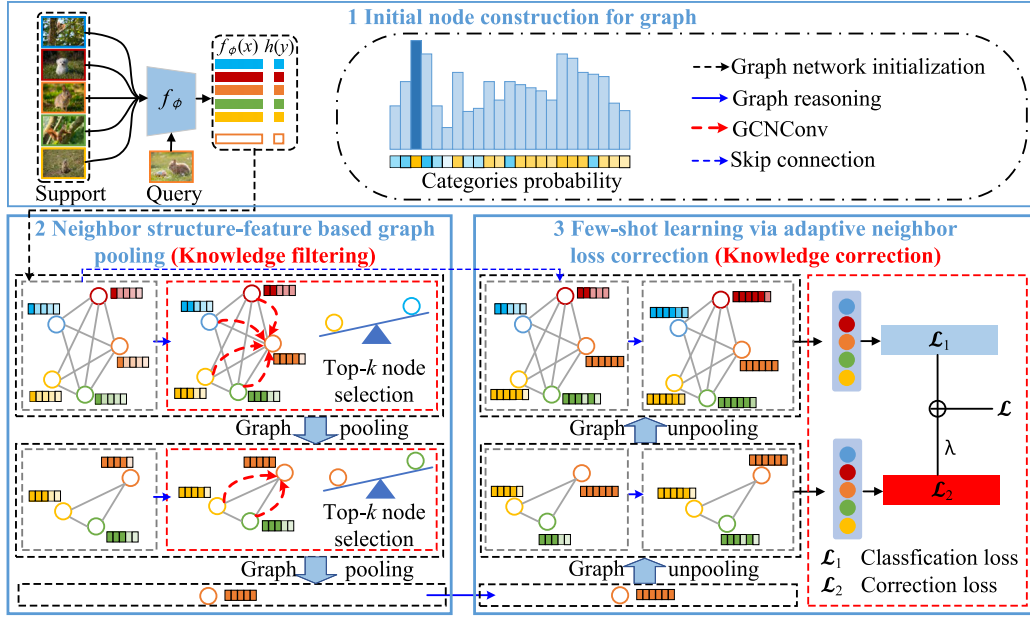 1 Initial node construction for graph
f_ϕ(x) h(y)
f_ϕ
Support
Query
Categories probability
Graph network initialization
Graph reasoning
GCNConv
Skip connection
2 Neighbor structure-feature based graph
pooling (Knowledge filtering)
Top-k node
selection
Graph pooling
Top-k node
selection
Graph pooling
3 Few-shot learning via adaptive neighbor
loss correction (Knowledge correction)
Graph unpooling
Graph unpooling
ℒ₁
ℒ
λ
ℒ₂
ℒ₁ Classfication loss
ℒ₂ Correction loss